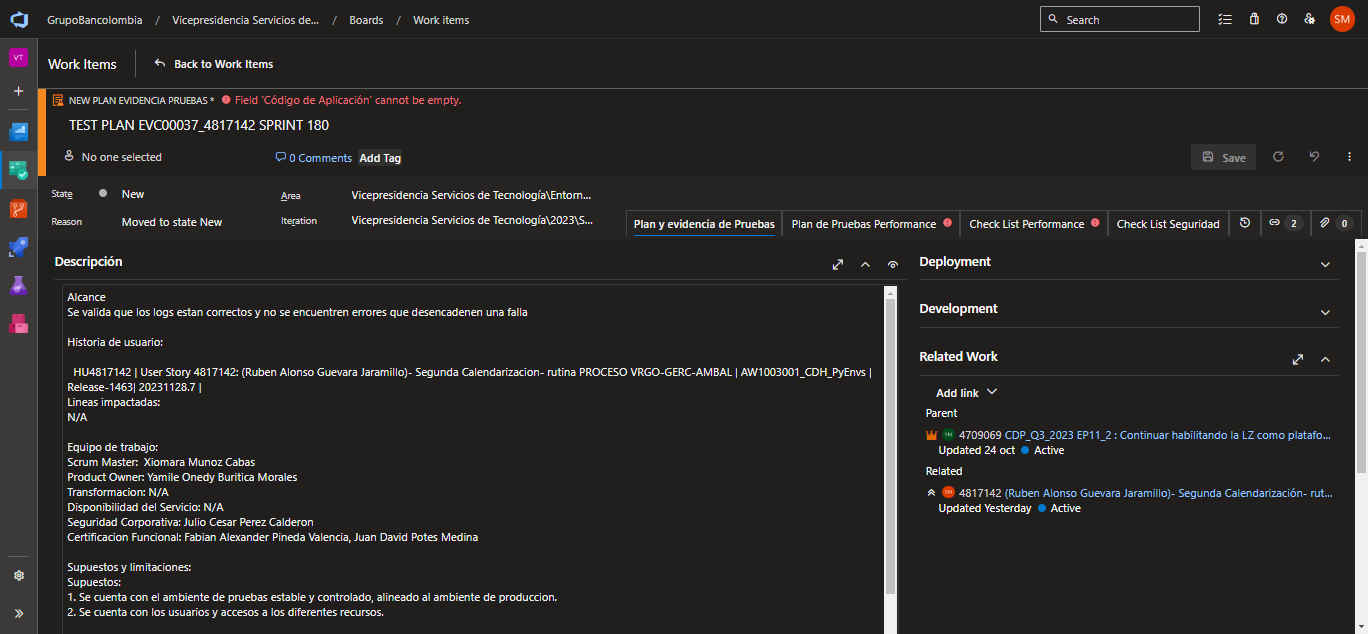 GrupoBancolombia / Vicepresidencia Servicios de... / Boards / Work items
Search
SM
VT
Work Items
Back to Work Items
NEW PLAN EVIDENCIA PRUEBAS * Field 'Código de Aplicación' cannot be empty.
TEST PLAN EVC00037_4817142 SPRINT 180
No one selected
0 Comments
Add Tag
Save
State
New
Area
Vicepresidencia Servicios de Tecnología\Entorn...
Reason
Moved to state New
Iteration
Vicepresidencia Servicios de Tecnología\2023\S...
Plan y evidencia de Pruebas
Plan de Pruebas Performance
Check List Performance
Check List Seguridad
2
0
Descripción
Alcance
Se valida que los logs estan correctos y no se encuentren errores que desencadenen una falla
Historia de usuario:
HU4817142 | User Story 4817142: (Ruben Alonso Guevara Jaramillo)- Segunda Calendarizacion- rutina PROCESO VRGO-GERC-AMBAL | AW1003001_CDH_PyEnvs |
Release-1463| 20231128.7 |
Lineas impactadas:
N/A
Equipo de trabajo:
Scrum Master: Xiomara Munoz Cabas
Product Owner: Yamile Onedy Buritica Morales
Transformacion: N/A
Disponibilidad del Servicio: N/A
Seguridad Corporativa: Julio Cesar Perez Calderon
Certificacion Funcional: Fabian Alexander Pineda Valencia, Juan David Potes Medina
Supuestos y limitaciones:
Supuestos:
1. Se cuenta con el ambiente de pruebas estable y controlado, alineado al ambiente de produccion.
2. Se cuenta con los usuarios y accesos a los diferentes recursos.
Deployment
Development
Related Work
Add link
Parent
YM 4709069 CDP_Q3_2023 EP11_2 : Continuar habilitando la LZ como platafo...
Updated 24 oct Active
Related
SM 4817142 (Ruben Alonso Guevara Jaramillo)- Segunda Calendarización- rut...
Updated Yesterday Active